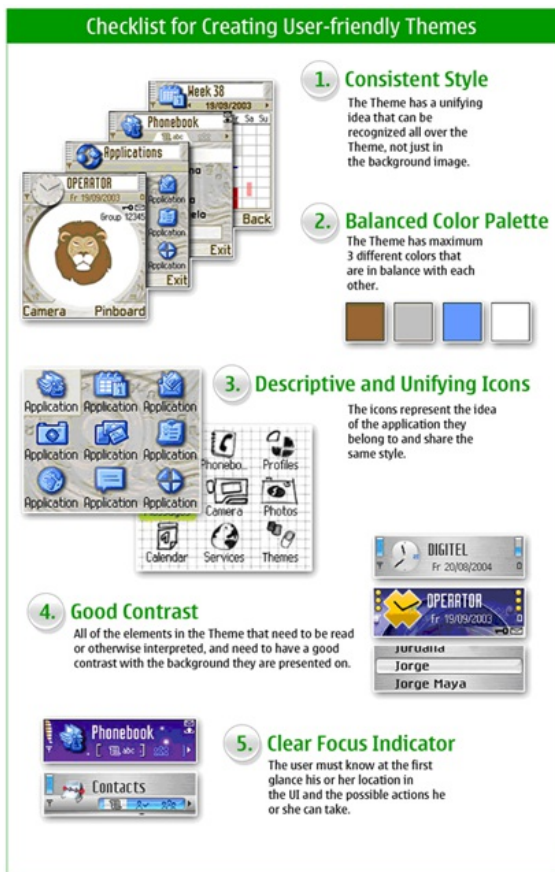 Checklist for Creating User-friendly Themes
1. Consistent Style
The Theme has a unifying
idea that can be
recognized all over the
Theme, not just in
the background image.
Week 38
19/09/2003
Sa Su
Phonebook
abc
Applications
OPERATOR
Fr 19/09/2003
Group 12345
Application
Application
Application
Back
Exit
Exit
Camera Pinboard
2. Balanced Color Palette
The Theme has maximum
3 different colors that
are in balance with each
other.
3. Descriptive and Unifying Icons
The icons represent the idea
of the application they
belong to and share the
same style.
Application Application Application
Application Application Application
Application Application Application
Phonebo.. Profiles
Camera Photos
Calendar Services Themes
DIGITEL
Fr 20/08/2004
OPERATOR
Fr 19/09/2003
Jorge
Jorge Maya
4. Good Contrast
All of the elements in the Theme that need to be read
or otherwise interpreted, and need to have a good
contrast with the background they are presented on.
Phonebook
abc
Contacts
5. Clear Focus Indicator
The user must know at the first
glance his or her location in
the UI and the possible actions he
or she can take.